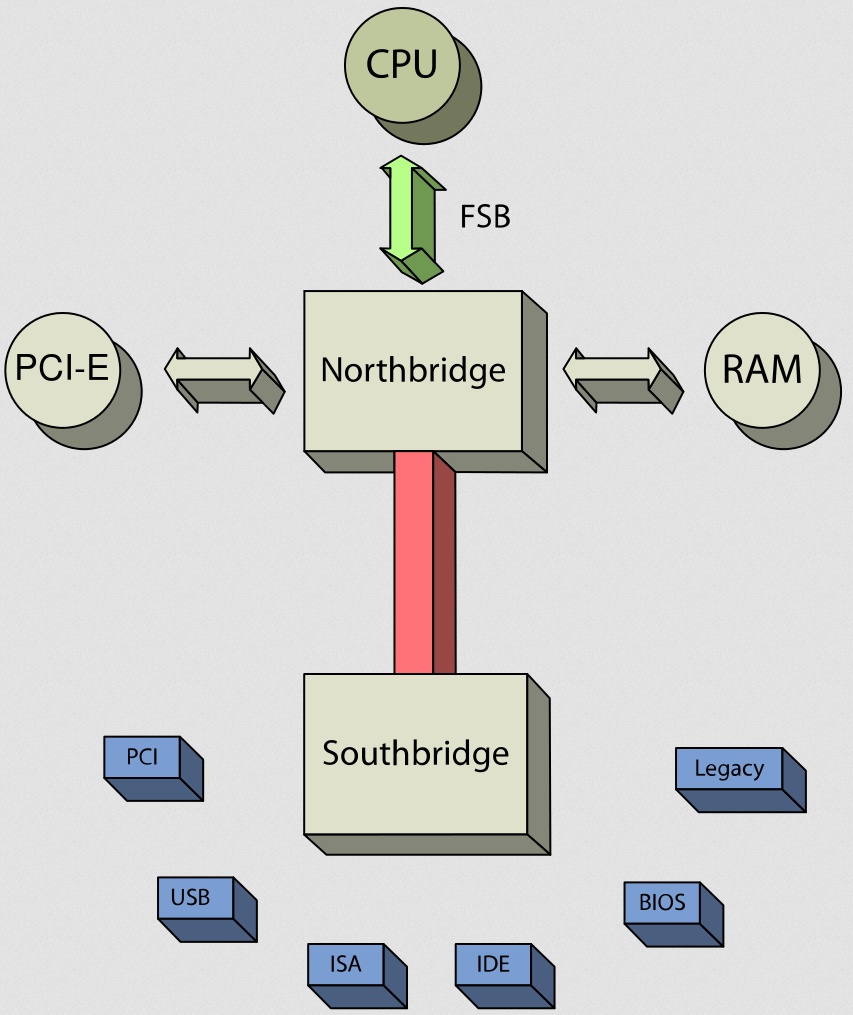 CPU
FSB
PCI-E
Northbridge
RAM
Southbridge
PCI
Legacy
USB
BIOS
ISA
IDE